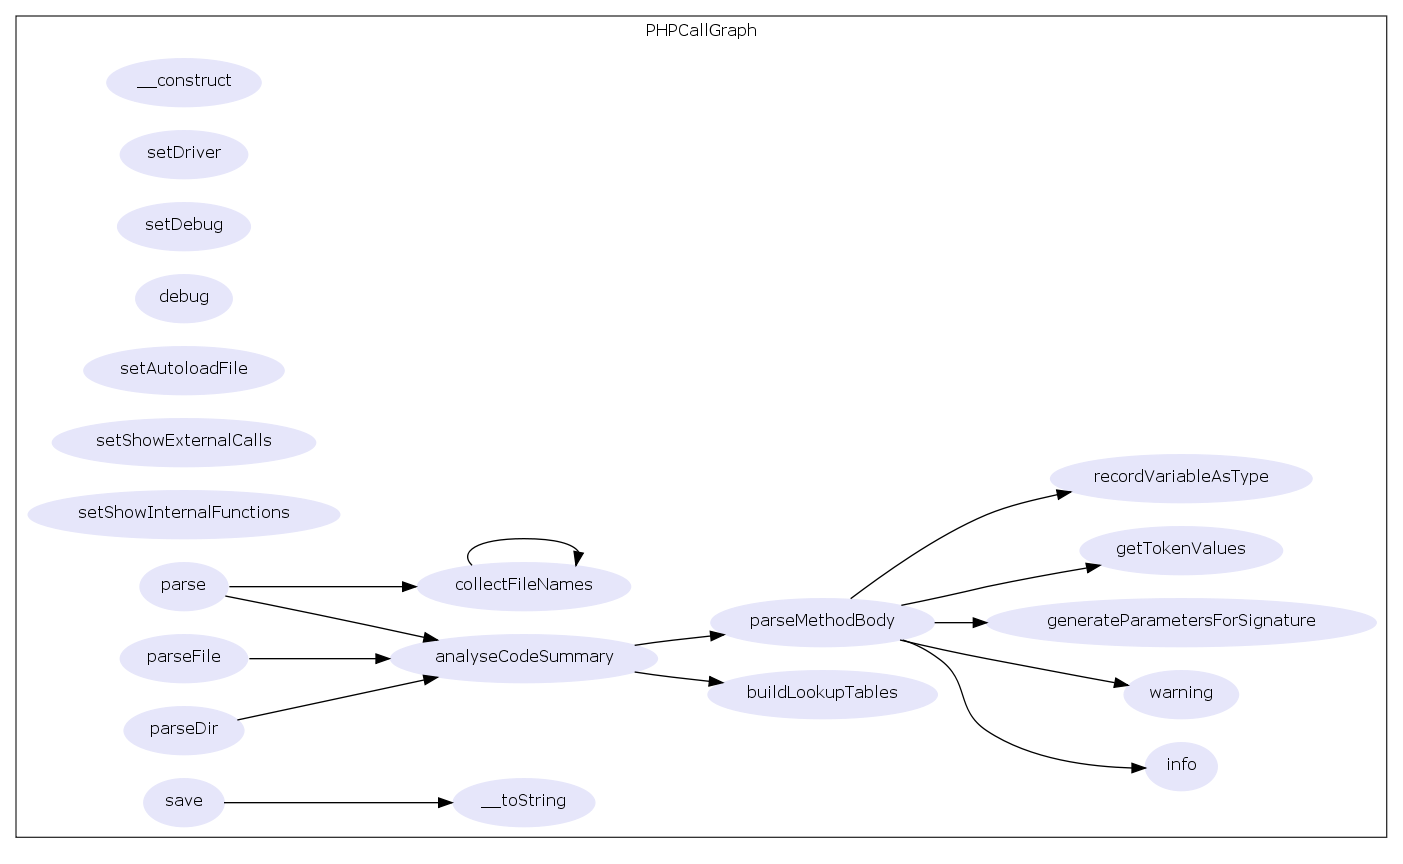 PHPCallGraph
__construct
setDriver
setDebug
debug
setAutoloadFile
setShowExternalCalls
setShowInternalFunctions
parse
parseFile
parseDir
save
collectFileNames
analyseCodeSummary
__toString
parseMethodBody
buildLookupTables
recordVariableAsType
getTokenValues
generateParametersForSignature
warning
info